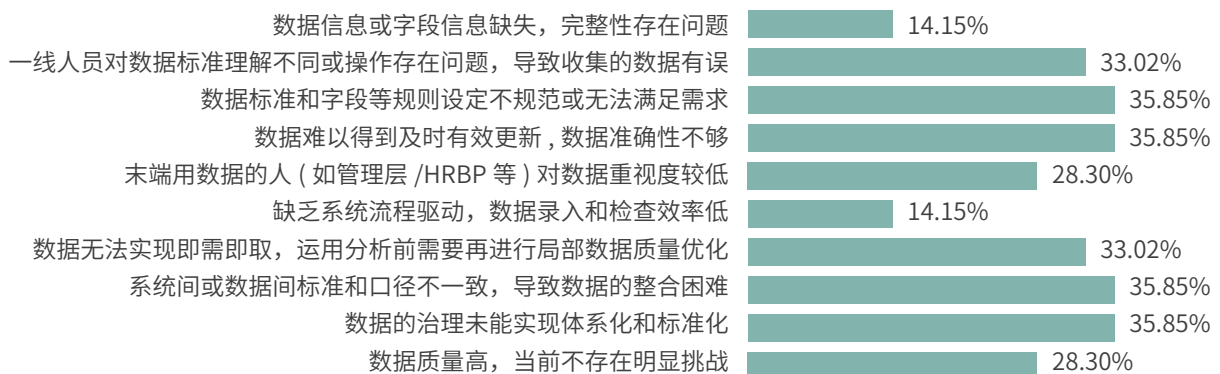 数据信息或字段信息缺失，完整性存在问题 14.15%
一线人员对数据标准理解不同或操作存在问题，导致收集的数据有误 33.02%
数据标准和字段等规则设定不规范或无法满足需求 35.85%
数据难以得到及时有效更新 , 数据准确性不够 35.85%
末端用数据的人 ( 如管理层 /HRBP 等 ) 对数据重视度较低 28.30%
缺乏系统流程驱动，数据录入和检查效率低 14.15%
数据无法实现即需即取，运用分析前需要再进行局部数据质量优化 33.02%
系统间或数据间标准和口径不一致，导致数据的整合困难 35.85%
数据的治理未能实现体系化和标准化 35.85%
数据质量高，当前不存在明显挑战 28.30%